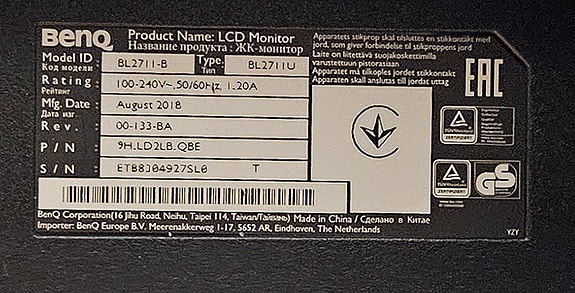 BenQ
Product Name: LCD Monitor
Название продукта : ЖК-монитор
Model ID : BL2711-B Type. : BL2711U
Код модели Тип
Rating : 100-240V~,50/60Hz, 1.20A
Рейтинг
Mfg. Date : August 2018
Дата изг.
Rev. : 00-133-BA
P/N : 9H.LD2LB.QBE
S/N : ETB8J04927SL0 T
BenQ Corporation(16 Jihu Road, Neihu, Taipei 114, Taiwan/Тайвань) Made in China / Сделано в Китае
Importer: BenQ Europe B.V. Meerenakkerweg 1-17, 5652 AR, Eindhoven, The Netherlands
Apparatets stikprop skal tilsluttes en stikkontakt med
jord, som giver forbindelse til stikproppens jord
Laite on liitettävä suojakoskettimilla
varustettuun pistorasiaan
Apparatet må tilkoples jordet stikkontakt
Apparaten skall anslutas till jordat uttag
EAC
TÜVRheinland
ZERTIFIZIERT
TÜVRheinland
ZERTIFIZIERT
GS
YZY